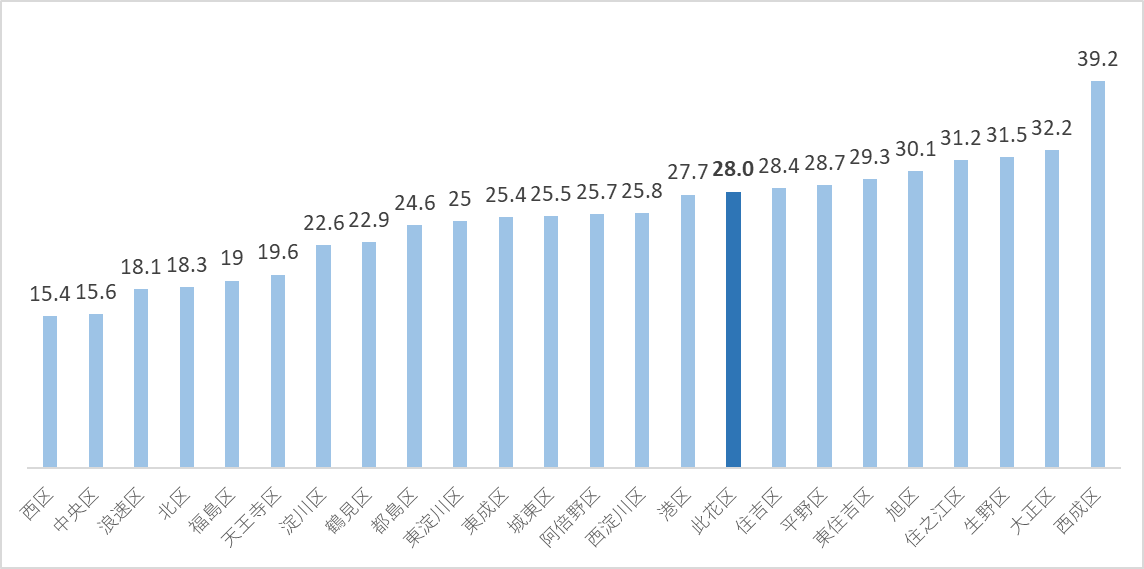 39.2
32.2
31.5
31.2
30.1
29.3
28.7
28.4
28.0
27.7
25.8
25.7
25.5
25.4
25
24.6
22.9
22.6
19.6
19
18.3
18.1
15.6
15.4
西区
中央区
浪速区
北区
福島区
天王寺区
淀川区
鶴見区
都島区
東淀川区
東成区
城東区
阿倍野区
西淀川区
港区
此花区
住吉区
平野区
東住吉区
旭区
住之江区
生野区
大正区
西成区